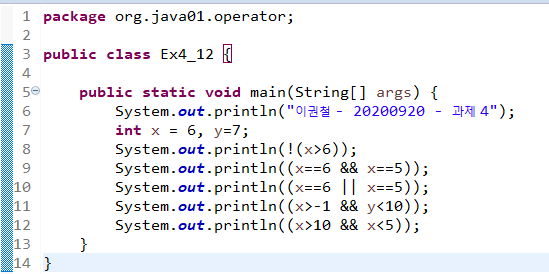 1 package org.java01.operator;
2
3 public class Ex4_12 {
4
5 public static void main(String[] args) {
6 System.out.println("이권철 - 20200920 - 과제 4");
7 int x = 6, y=7;
8 System.out.println(!(x>6));
9 System.out.println((x==6 && x==5));
10 System.out.println((x==6 || x==5));
11 System.out.println((x>-1 && y<10));
12 System.out.println((x>10 && x<5));
13 }
14 }